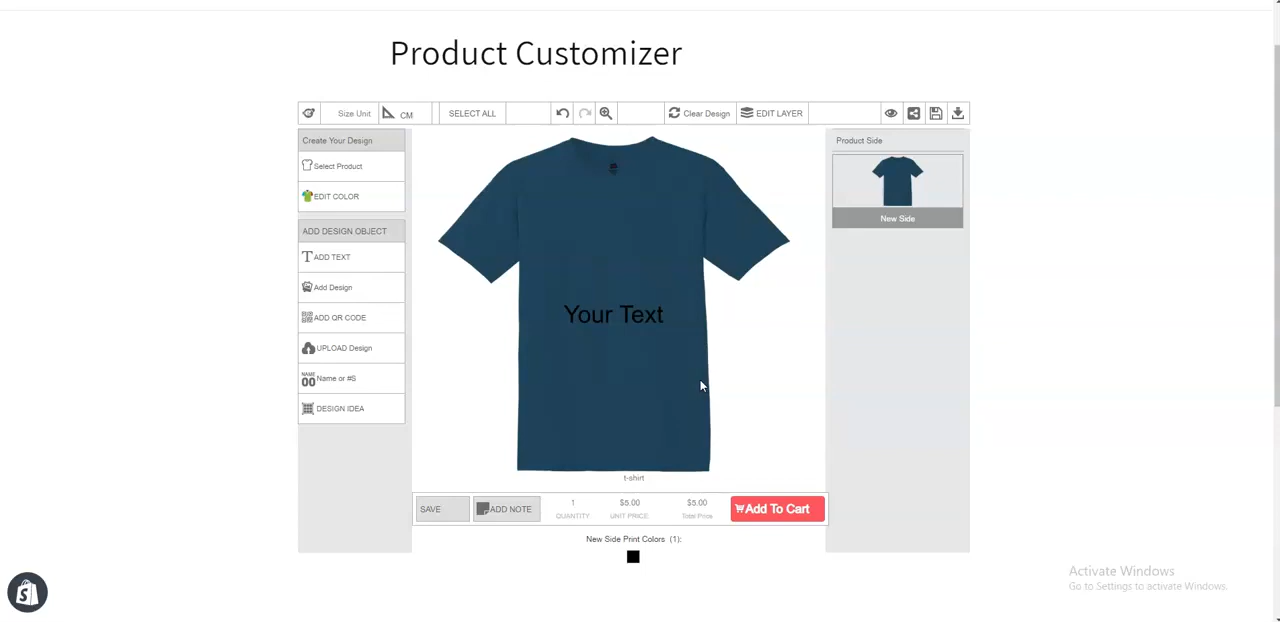 Product Customizer
Size Unit CM SELECT ALL Clear Design EDIT LAYER
Create Your Design
Select Product
EDIT COLOR
ADD DESIGN OBJECT
T ADD TEXT
Add Design
ADD QR CODE
UPLOAD Design
NAME
00 Name or #S
DESIGN IDEA
Your Text
t-shirt
Product Side
New Side
SAVE
ADD NOTE
1
QUANTITY
$5.00
UNIT PRICE
$5.00
Total Price
Add To Cart
New Side Print Colors (1):
S
Activate Windows
Go to Settings to activate Windows.